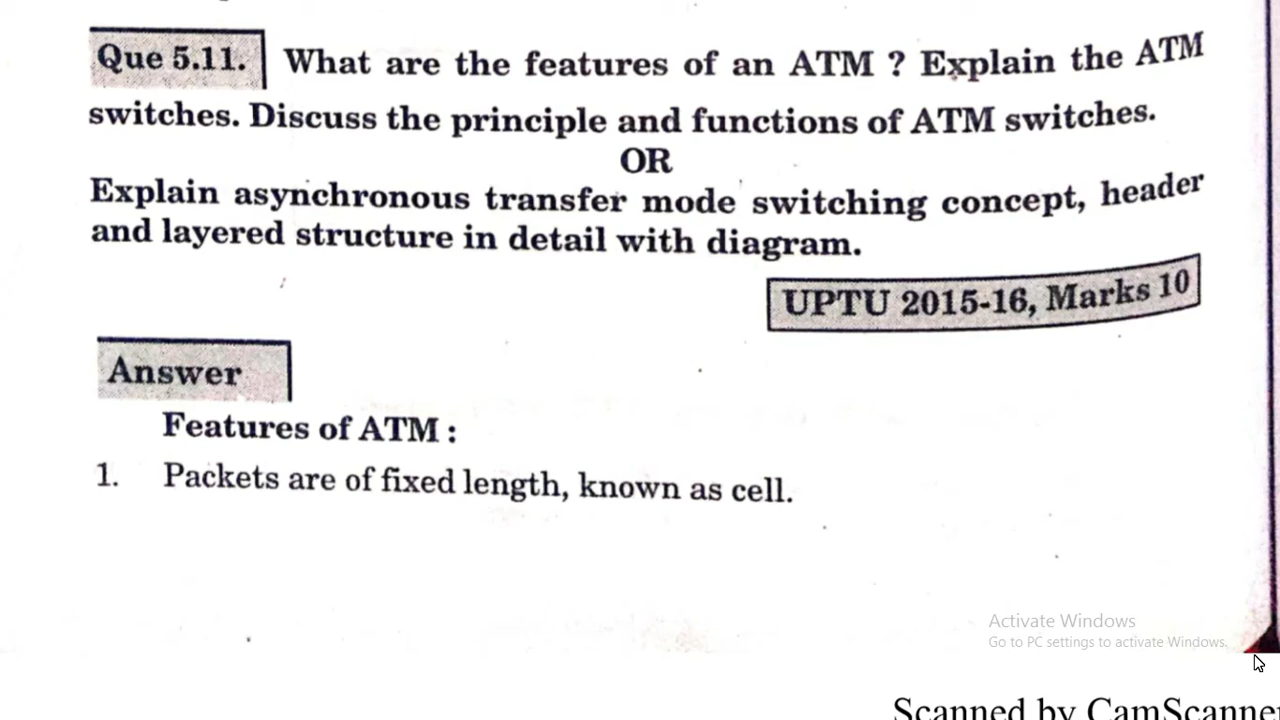 Que 5.11. What are the features of an ATM ? Explain the ATM
switches. Discuss the principle and functions of ATM switches.
OR
Explain asynchronous transfer mode switching concept, header
and layered structure in detail with diagram.
UPTU 2015-16, Marks 10
Answer
Features of ATM :
1. Packets are of fixed length, known as cell.
Activate Windows
Go to PC settings to activate Windows.
Scanned by CamScanner